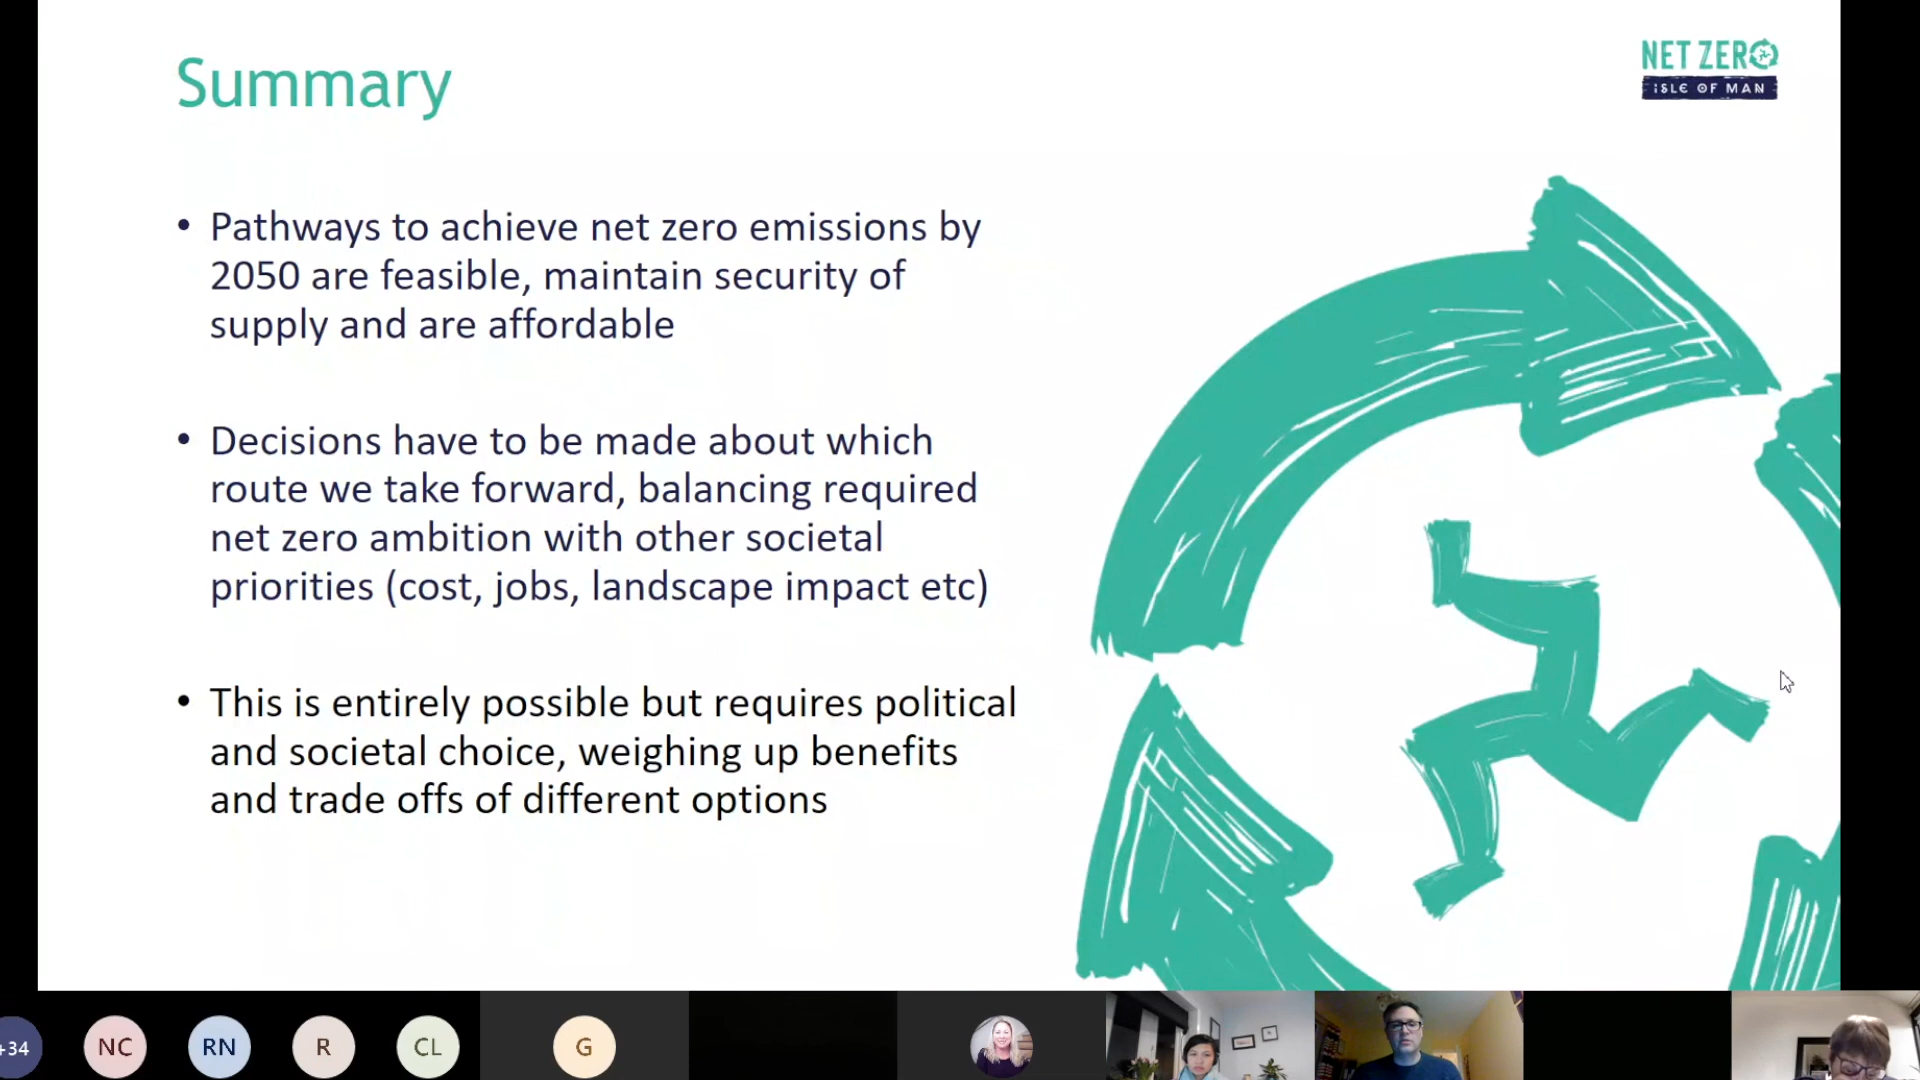 Summary
NET ZERO
ISLE OF MAN
• Pathways to achieve net zero emissions by
2050 are feasible, maintain security of
supply and are affordable
• Decisions have to be made about which
route we take forward, balancing required
net zero ambition with other societal
priorities (cost, jobs, landscape impact etc)
• This is entirely possible but requires political
and societal choice, weighing up benefits
and trade offs of different options
+34
NC
RN
R
CL
G